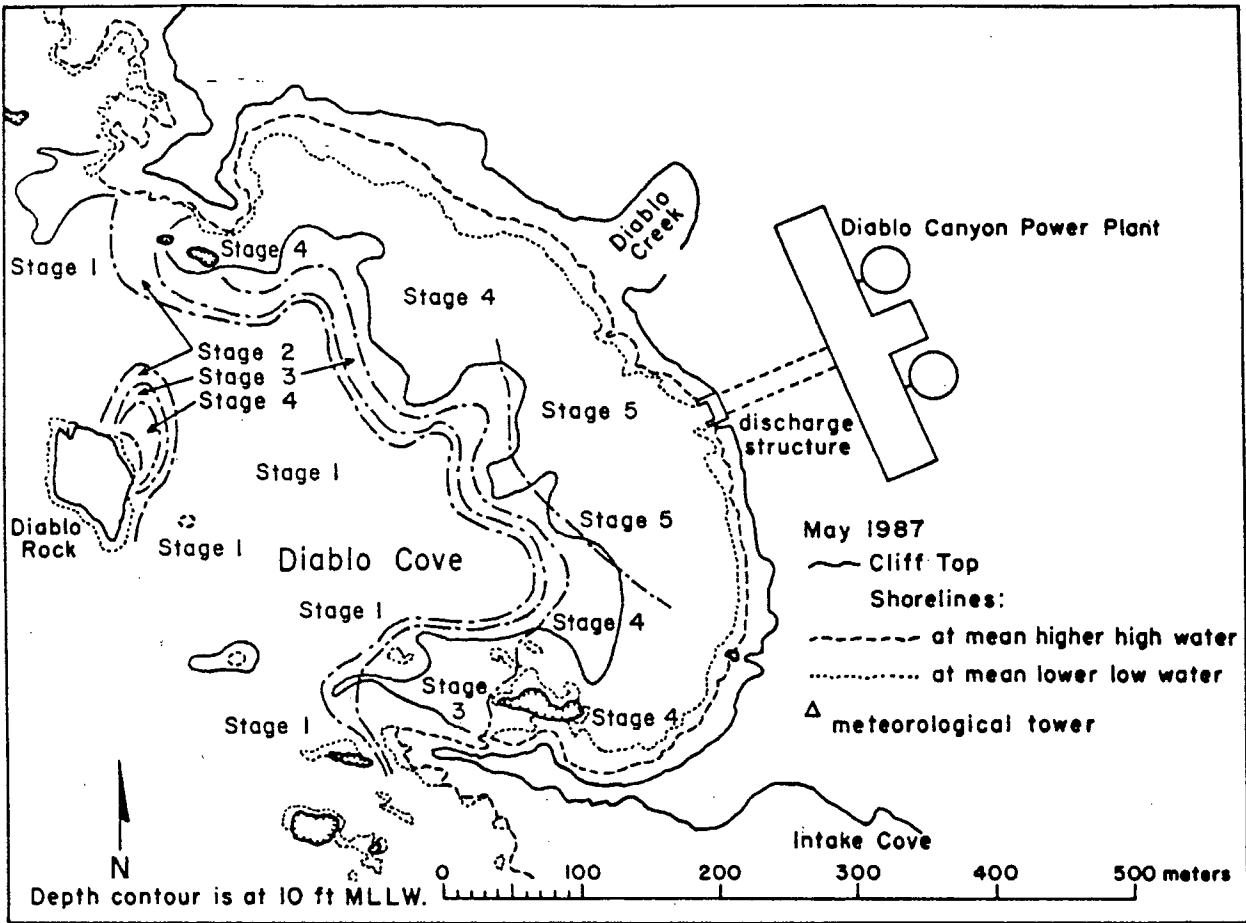 Diablo
Creek
Diablo Canyon Power Plant
Stage 4
Stage 1
Stage 4
Stage 2
Stage 3
Stage 4
Stage 5
discharge
structure
Stage 1
Diablo
Rock
Stage 1
Stage 5
Diablo Cove
Stage 1
Stage 4
Stage
3
Stage 4
Stage 1
May 1987
Cliff Top
Shorelines:
at mean higher high water
at mean lower low water
Δ meteorological tower
Intake Cove
N
Depth contour is at 10 ft MLLW.
0 100 200 300 400 500 meters